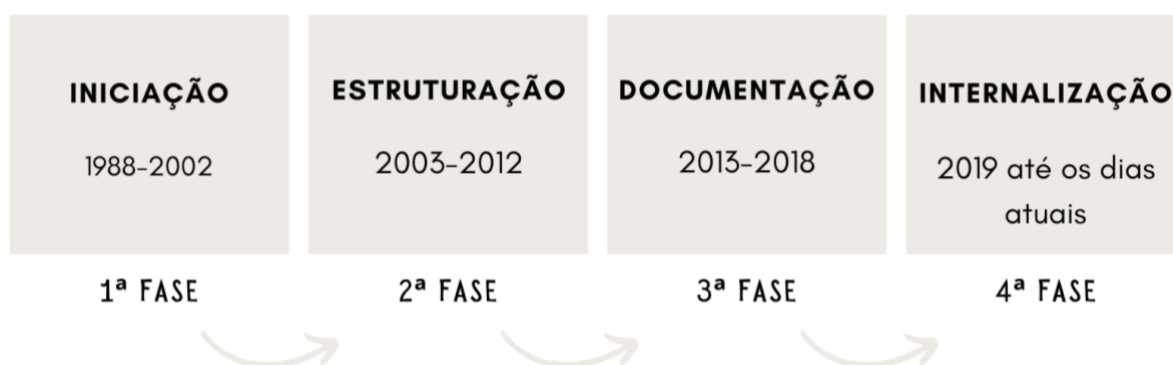 INICIAÇÃO
1988-2002
1ª FASE
ESTRUTURAÇÃO
2003-2012
2ª FASE
DOCUMENTAÇÃO
2013-2018
3ª FASE
INTERNALIZAÇÃO
2019 até os dias
atuais
4ª FASE